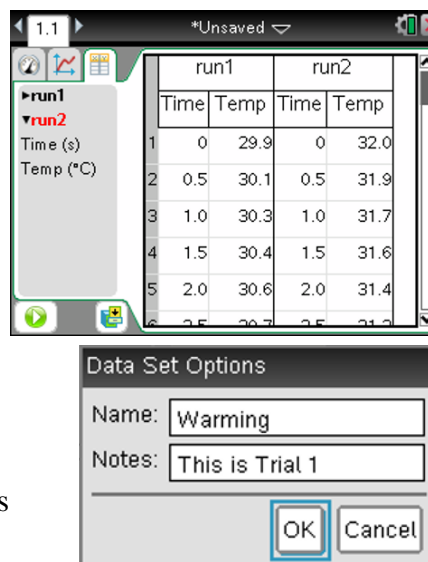 1.1 *Unsaved
run1 run2
run1
run2
Time (s)
Temp (°C)
Time Temp Time Temp
1 0 29.9 0 32.0
2 0.5 30.1 0.5 31.9
3 1.0 30.3 1.0 31.7
4 1.5 30.4 1.5 31.6
5 2.0 30.6 2.0 31.4
Data Set Options
Name: Warming
Notes: This is Trial 1
s
OK Cancel